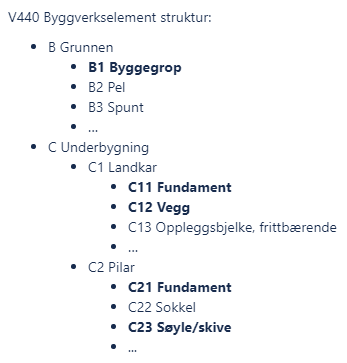 V440 Byggverkselement struktur:
• B Grunnen
• B1 Byggegrop
• B2 Pel
• B3 Spunt
• ...
• C Underbygning
• C1 Landkar
• C11 Fundament
• C12 Vegg
• C13 Oppleggsbjelke, frittbærende
• ...
• C2 Pilar
• C21 Fundament
• C22 Sokkel
• C23 Søyle/skive
• ...